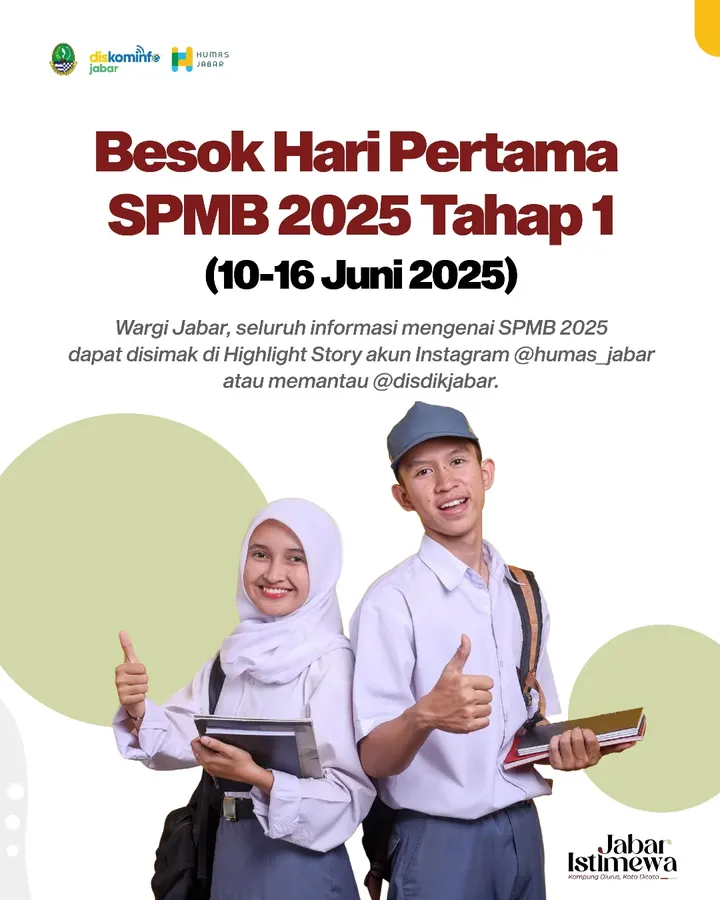 diskominfo
jabar
HUMAS
JABAR
Besok Hari Pertama
SPMB 2025 Tahap 1
(10-16 Juni 2025)
Wargi Jabar, seluruh informasi mengenai SPMB 2025
dapat disimak di Highlight Story akun Instagram @humas_jabar
atau memantau @disdikjabar.
Jabar
Istimewa
Kampung Diurus, Kota Ditata